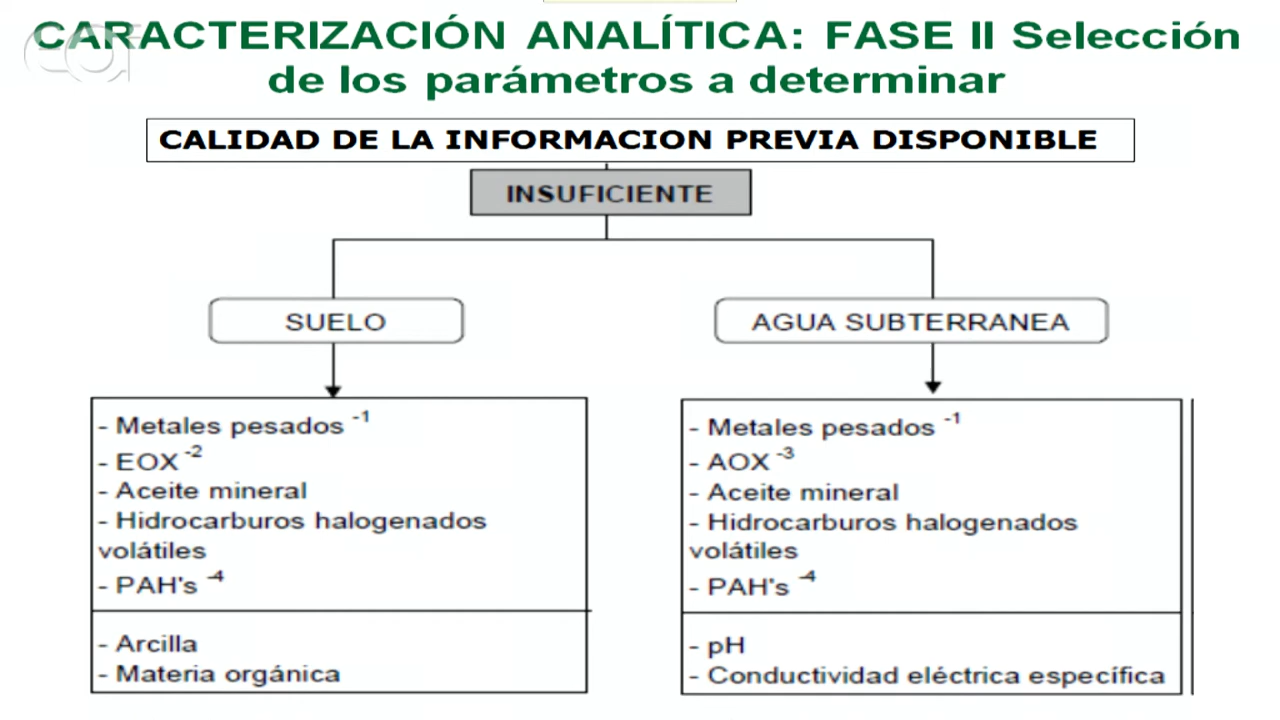 CARACTERIZACIÓN ANALÍTICA: FASE II Selección
de los parámetros a determinar
CALIDAD DE LA INFORMACION PREVIA DISPONIBLE
INSUFICIENTE
SUELO
- Metales pesados -1
- EOX -2
- Aceite mineral
- Hidrocarburos halogenados
volátiles
- PAH's -4
- Arcilla
- Materia orgánica
AGUA SUBTERRANEA
- Metales pesados -1
- AOX -3
- Aceite mineral
- Hidrocarburos halogenados
volátiles
- PAH's -4
- pH
- Conductividad eléctrica específica